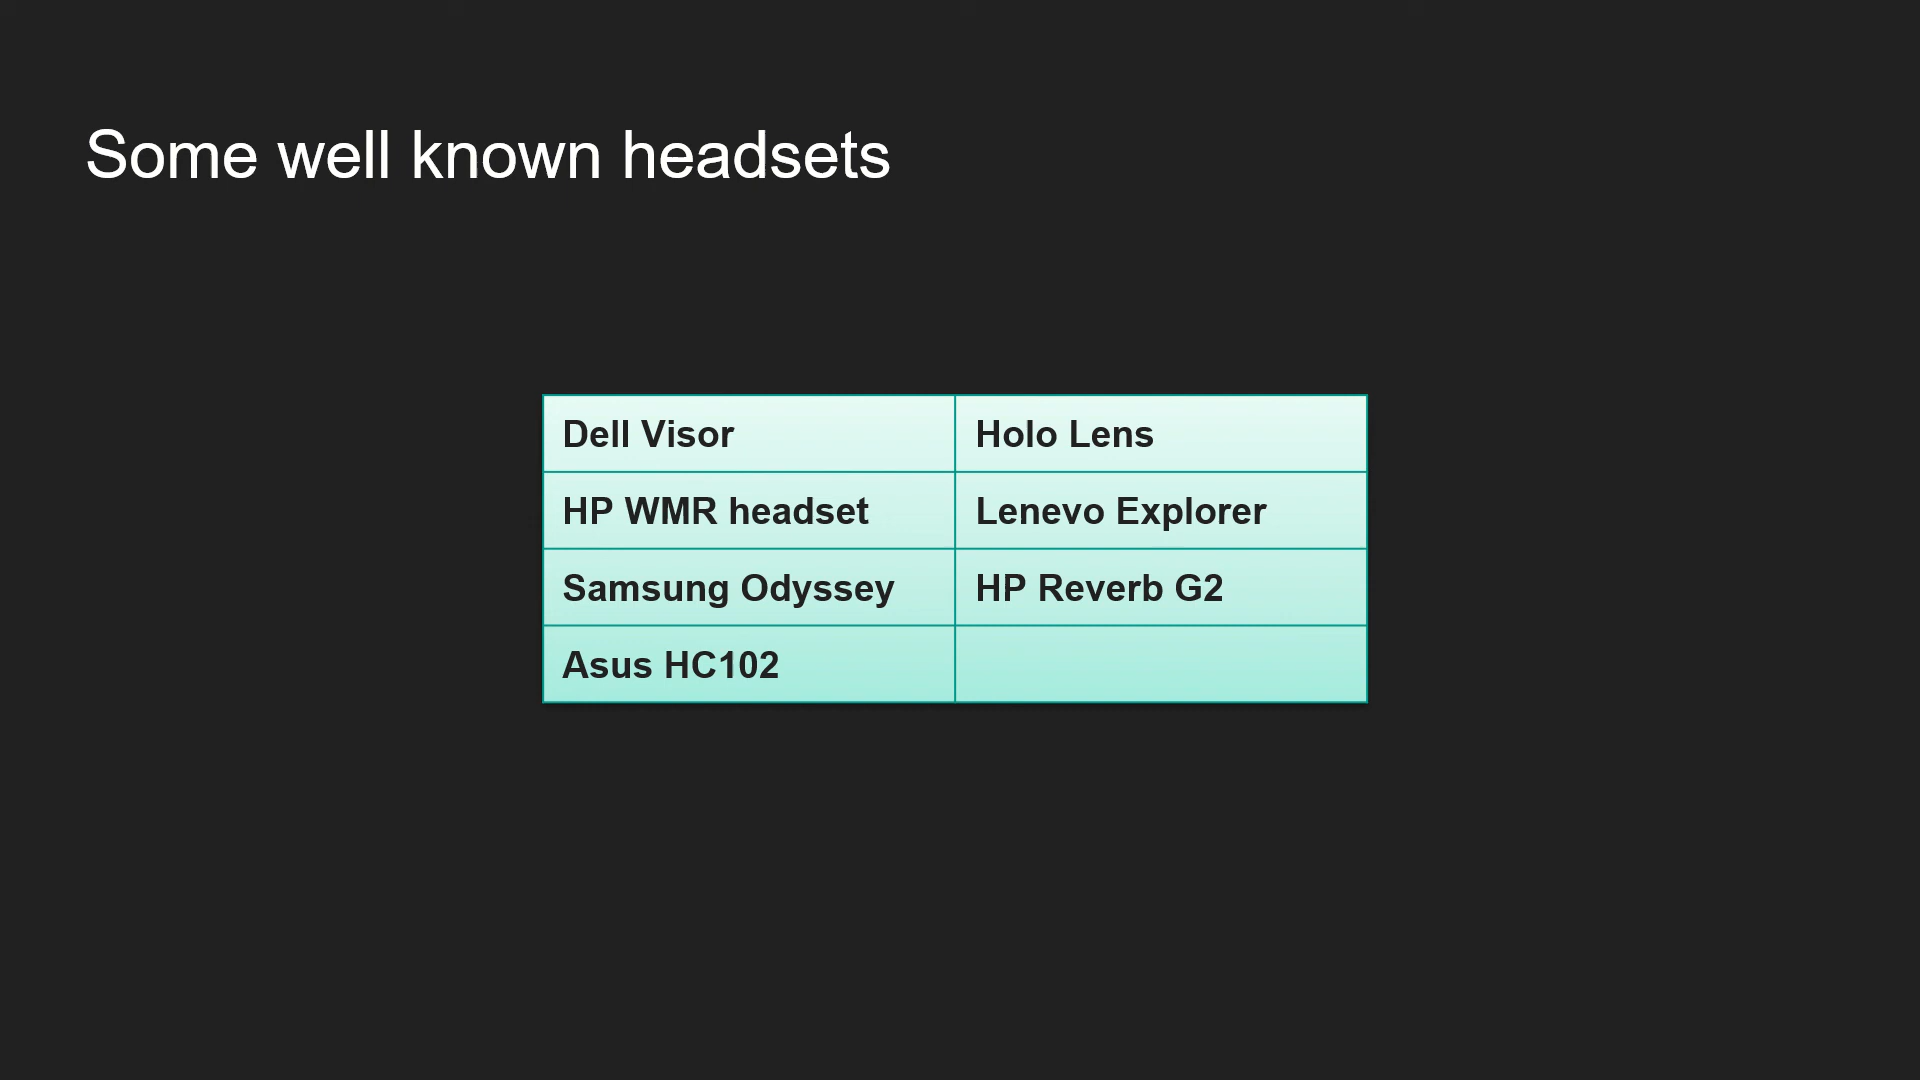 Some well known headsets
Dell Visor Holo Lens
HP WMR headset Lenevo Explorer
Samsung Odyssey HP Reverb G2
Asus HC102